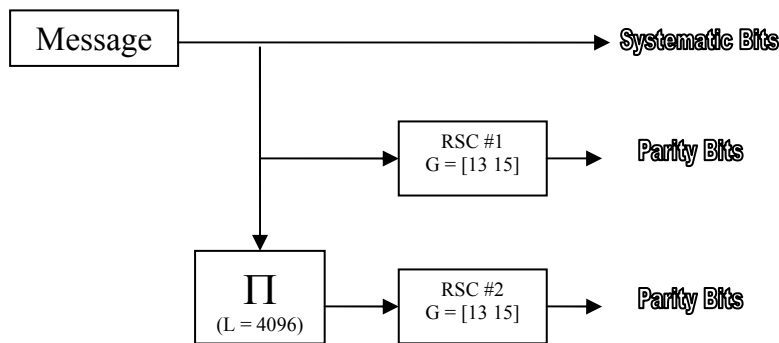 Message
Systematic Bits
RSC #1
G = [13 15]
Parity Bits
Π
(L = 4096)
RSC #2
G = [13 15]
Parity Bits